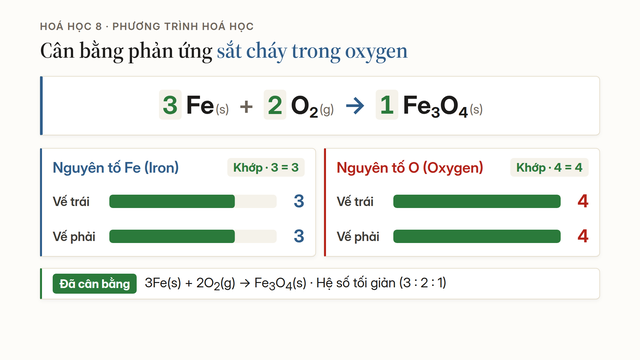 HOÁ HỌC 8 · PHƯƠNG TRÌNH HOÁ HỌC
Cân bằng phản ứng sắt cháy trong oxygen
3 Fe(s) + 2 O₂(g) → 1 Fe₃O₄(s)
Nguyên tố Fe (Iron) Khớp · 3 = 3
Vế trái 3
Vế phải 3
Nguyên tố O (Oxygen) Khớp · 4 = 4
Vế trái 4
Vế phải 4
Đã cân bằng 3Fe(s) + 2O₂(g) → Fe₃O₄(s) · Hệ số tối giản (3 : 2 : 1)